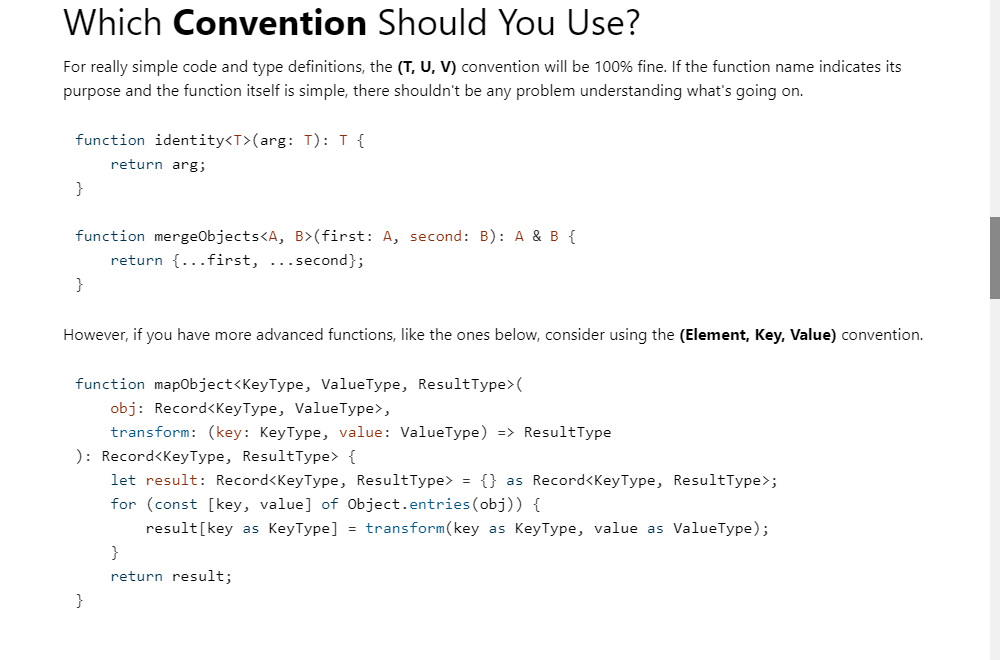 Which Convention Should You Use?
For really simple code and type definitions, the (T, U, V) convention will be 100% fine. If the function name indicates its
purpose and the function itself is simple, there shouldn't be any problem understanding what's going on.
function identity<T>(arg: T): T {
    return arg;
}
function mergeObjects<A, B>(first: A, second: B): A & B {
    return {...first, ...second};
}
However, if you have more advanced functions, like the ones below, consider using the (Element, Key, Value) convention.
function mapObject<KeyType, ValueType, ResultType>(
    obj: Record<KeyType, ValueType>,
    transform: (key: KeyType, value: ValueType) => ResultType
): Record<KeyType, ResultType> {
    let result: Record<KeyType, ResultType> = {} as Record<KeyType, ResultType>;
    for (const [key, value] of Object.entries(obj)) {
        result[key as KeyType] = transform(key as KeyType, value as ValueType);
    }
    return result;
}